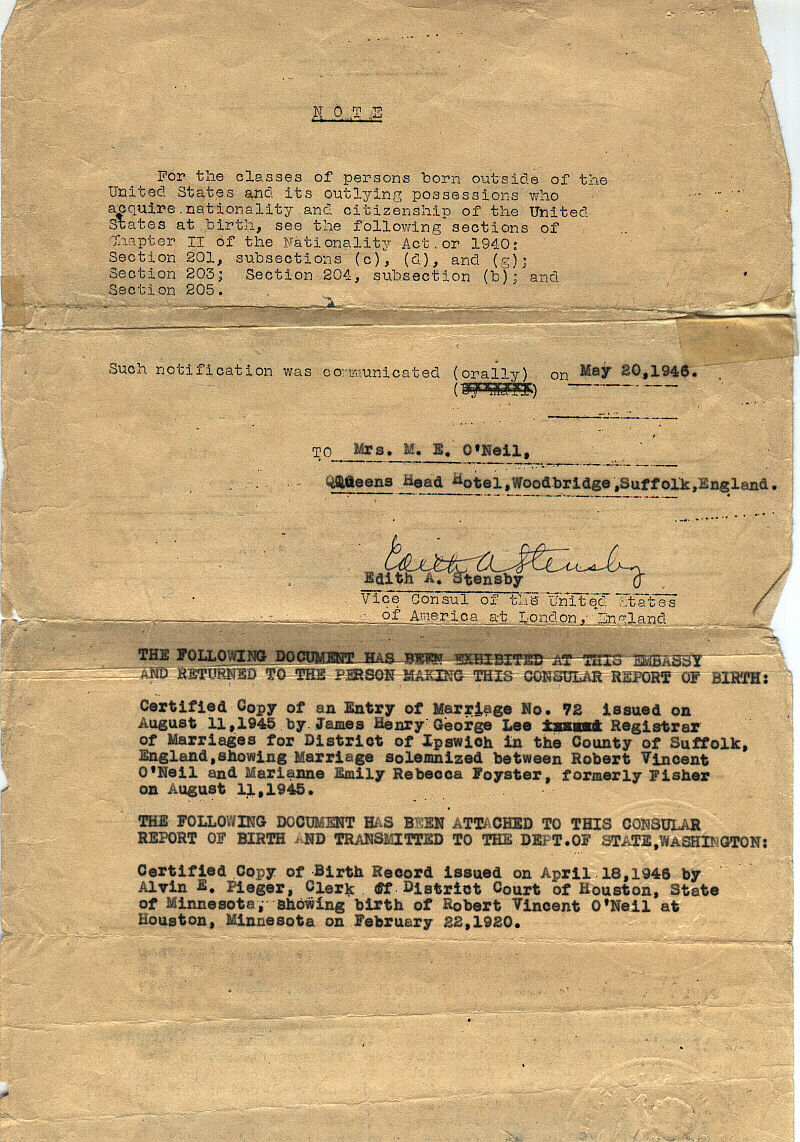 NOTE
For the classes of persons born outside of the
United States and its outlying possessions who
acquire nationality and citizenship of the United
States at birth, see the following sections of
Chapter II of the Nationality Act or 1940:
Section 201, subsections (c), (d), and (g);
Section 203; Section 204, subsection (b); and
Section 205.
Such notification was communicated (orally) on May 20,1946.
(by mail)
TO Mrs. M. E. O'Neil,
QQueens Head Hotel,Woodbridge,Suffolk,England.
Edith A Stensby
Edith A. Stensby
Vice Consul of the United States
of America at London, England
THE FOLLOWING DOCUMENT HAS BEEN EXHIBITED AT THIS EMBASSY
AND RETURNED TO THE PERSON MAKING THIS CONSULAR REPORT OF BIRTH:
Certified Copy of an Entry of Marriage No. 72 issued on
August 11,1945 by James Henry George Lee Registrar
of Marriages for District of Ipswich in the County of Suffolk,
England,showing Marriage solemnized between Robert Vincent
O'Neil and Marianne Emily Rebecca Foyster, formerly Fisher
on August 11,1945.
THE FOLLOWING DOCUMENT HAS BEEN ATTACHED TO THIS CONSULAR
REPORT OF BIRTH AND TRANSMITTED TO THE DEPT.OF STATE,WASHINGTON:
Certified Copy of Birth Record issued on April 18,1946 by
Alvin E. Pieger, Clerk of District Court of Houston, State
of Minnesota, showing birth of Robert Vincent O'Neil at
Houston, Minnesota on February 22,1920.